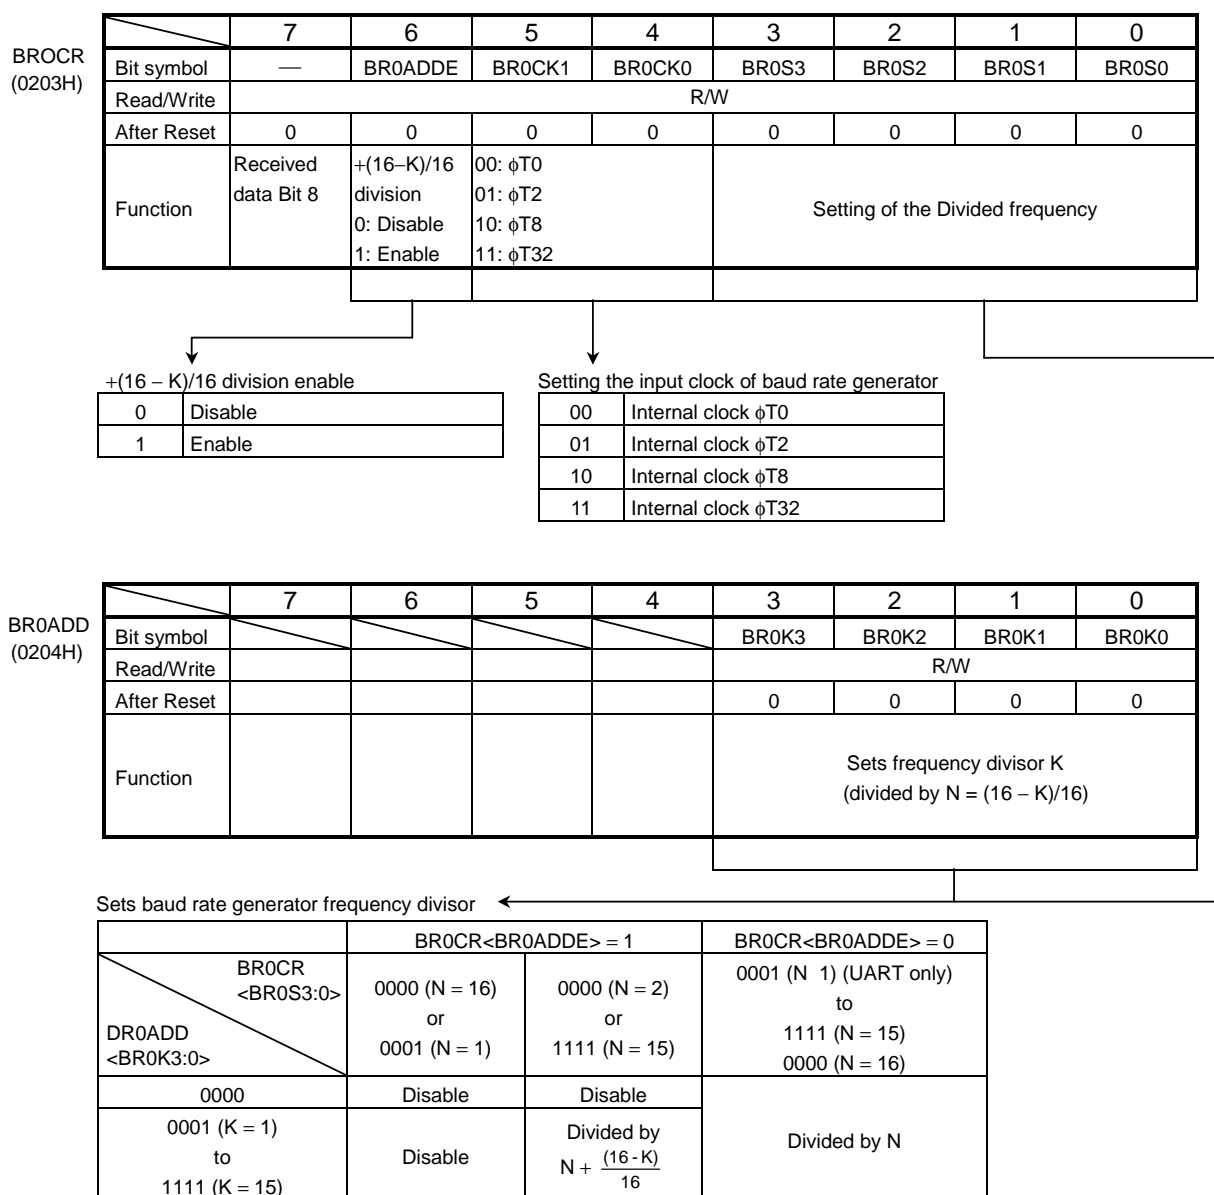 7 6 5 4 3 2 1 0
BROCR
(0203H)
Bit symbol — BR0ADDE BR0CK1 BR0CK0 BR0S3 BR0S2 BR0S1 BR0S0
Read/Write R/W
After Reset 0 0 0 0 0 0 0 0
Function
Received
data Bit 8
+(16−K)/16
division
0: Disable
1: Enable
00: ϕT0
01: ϕT2
10: ϕT8
11: ϕT32
Setting of the Divided frequency
+(16 − K)/16 division enable
0 Disable
1 Enable
Setting the input clock of baud rate generator
00 Internal clock ϕT0
01 Internal clock ϕT2
10 Internal clock ϕT8
11 Internal clock ϕT32
7 6 5 4 3 2 1 0
BR0ADD
(0204H)
Bit symbol BR0K3 BR0K2 BR0K1 BR0K0
Read/Write R/W
After Reset 0 0 0 0
Function
Sets frequency divisor K
(divided by N = (16 − K)/16)
Sets baud rate generator frequency divisor
BR0CR<BR0ADDE> = 1 BR0CR<BR0ADDE> = 0
BR0CR
<BR0S3:0>
DR0ADD
<BR0K3:0>
0000 (N = 16)
or
0001 (N = 1)
0000 (N = 2)
or
1111 (N = 15)
0001 (N 1) (UART only)
to
1111 (N = 15)
0000 (N = 16)
0000 Disable Disable
0001 (K = 1)
to
1111 (K = 15)
Disable
Divided by
N + (16 - K)
16
Divided by N